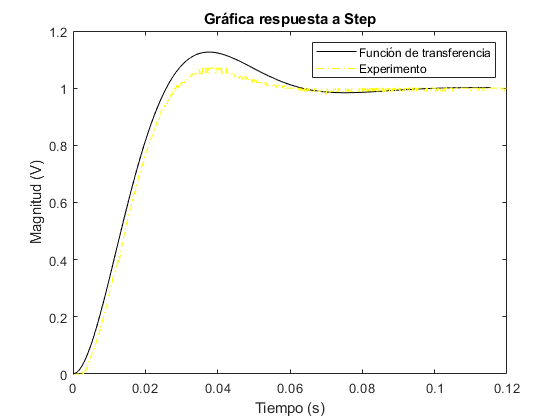 Gráfica respuesta a Step
1.2
Función de transferencia
Experimento
1
0.8
0.6
0.4
0.2
0
Magnitud (V)
0 0.02 0.04 0.06 0.08 0.1 0.12
Tiempo (s)